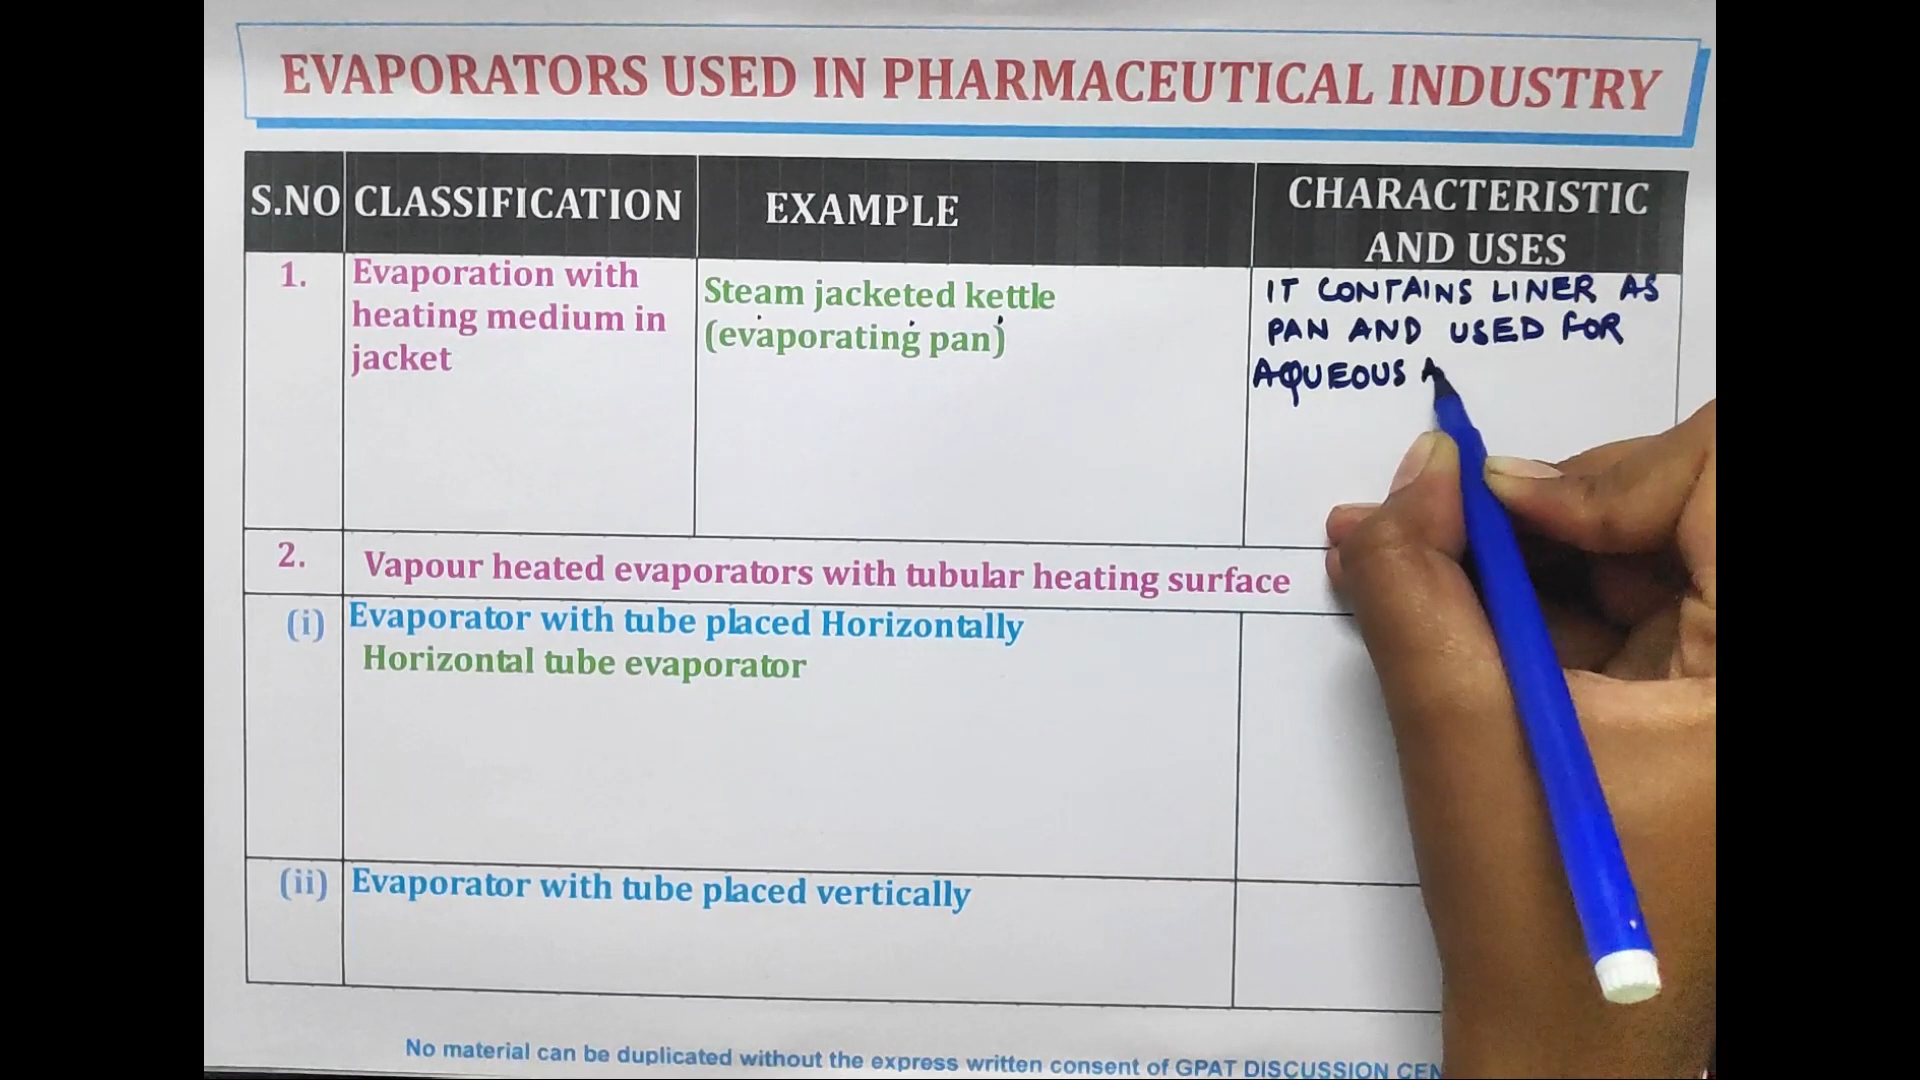 EVAPORATORS USED IN PHARMACEUTICAL INDUSTRY
S.NO CLASSIFICATION EXAMPLE CHARACTERISTIC AND USES
1. Evaporation with heating medium in jacket
Steam jacketed kettle
(evaporating pan)
IT CONTAINS LINER AS
PAN AND USED FOR
AQUEOUS
2. Vapour heated evaporators with tubular heating surface
(i) Evaporator with tube placed Horizontally
Horizontal tube evaporator
(ii) Evaporator with tube placed vertically
No material can be duplicated without the express written consent of GPAT DISCUSSION